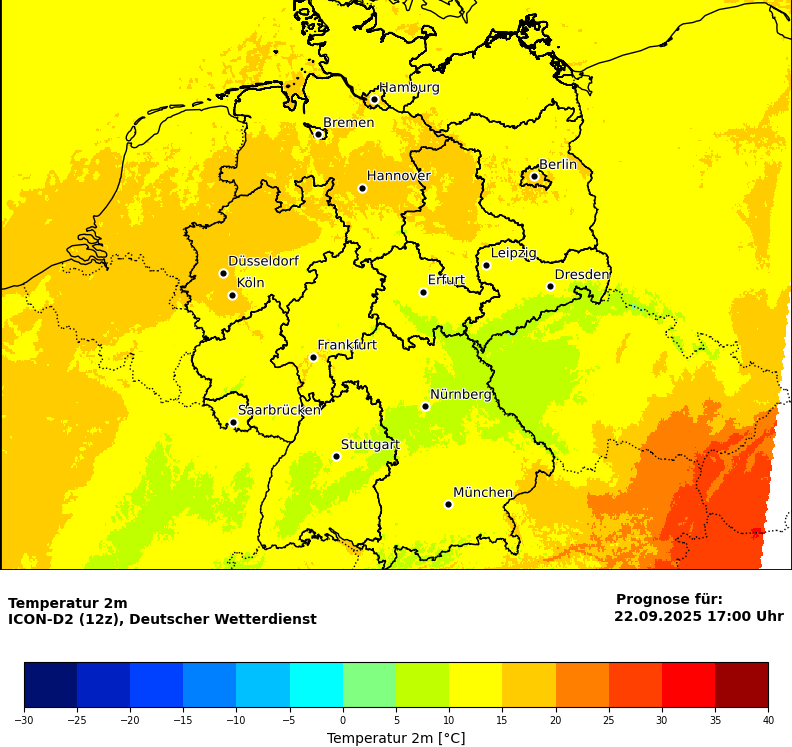 Hamburg
Bremen
Berlin
Hannover
Leipzig
Düsseldorf
Dresden
Köln
Erfurt
Frankfurt
Nürnberg
Saarbrücken
Stuttgart
München
Temperatur 2m
ICON-D2 (12z), Deutscher Wetterdienst
Prognose für:
22.09.2025 17:00 Uhr
−30 −25 −20 −15 −10 −5 0 5 10 15 20 25 30 35 40
Temperatur 2m [°C]